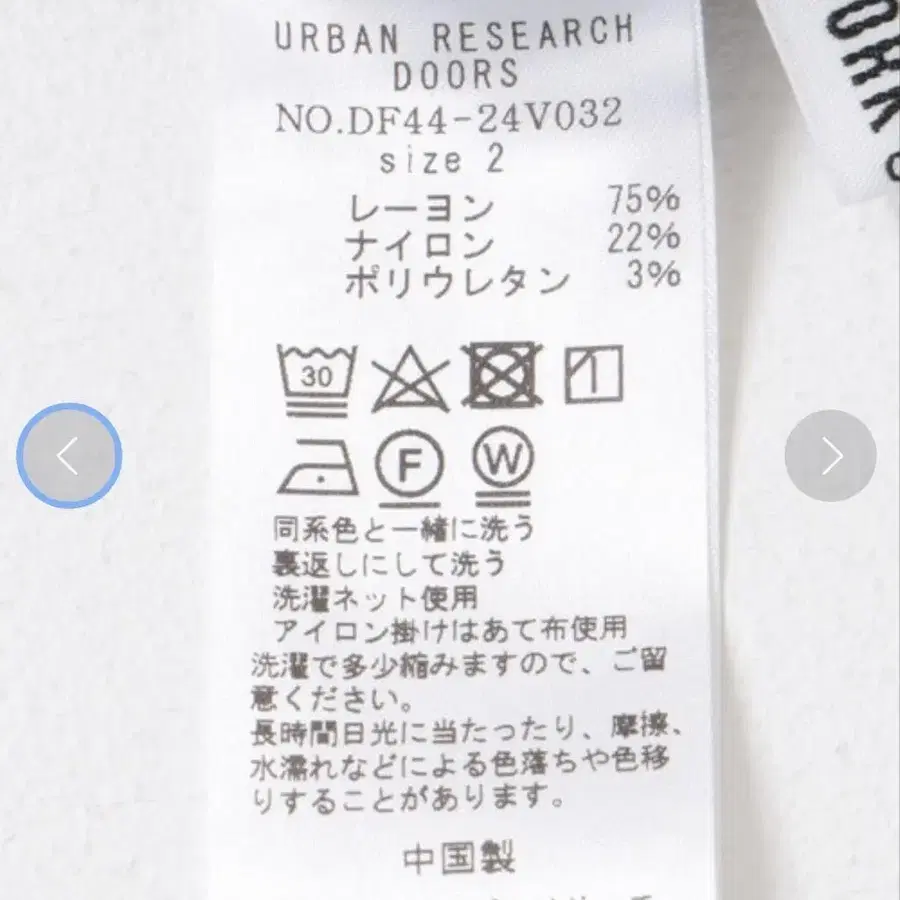 URBAN RESEARCH
DOORS
NO.DF44-24V032
size 2
レーヨン 75%
ナイロン 22%
ポリウレタン 3%
30
F W
同系色と一緒に洗う
裏返しにして洗う
洗濯ネット使用
アイロン掛けはあて布使用
洗濯で多少縮みますので、ご留
意ください。
長時間日光に当たったり、摩擦、
水濡れなどによる色落ちや色移
りすることがあります。
中国製